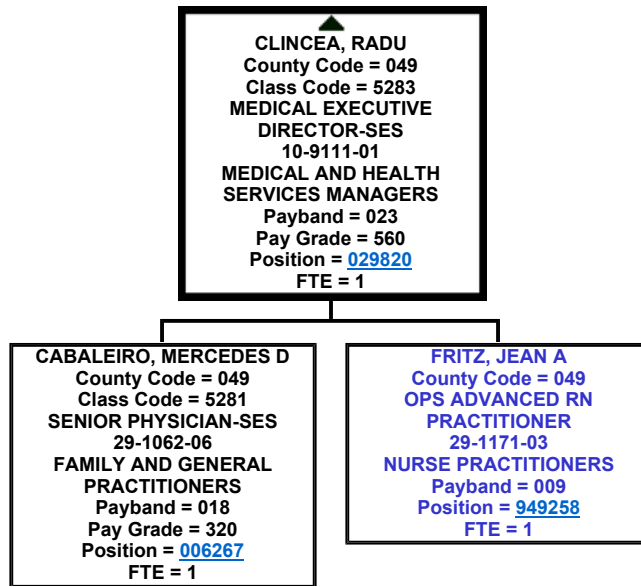 CLINCEA, RADU
County Code = 049
Class Code = 5283
MEDICAL EXECUTIVE
DIRECTOR-SES
10-9111-01
MEDICAL AND HEALTH
SERVICES MANAGERS
Payband = 023
Pay Grade = 560
Position = 029820
FTE = 1
CABALEIRO, MERCEDES D
County Code = 049
Class Code = 5281
SENIOR PHYSICIAN-SES
29-1062-06
FAMILY AND GENERAL
PRACTITIONERS
Payband = 018
Pay Grade = 320
Position = 006267
FTE = 1
FRITZ, JEAN A
County Code = 049
OPS ADVANCED RN
PRACTITIONER
29-1171-03
NURSE PRACTITIONERS
Payband = 009
Position = 949258
FTE = 1